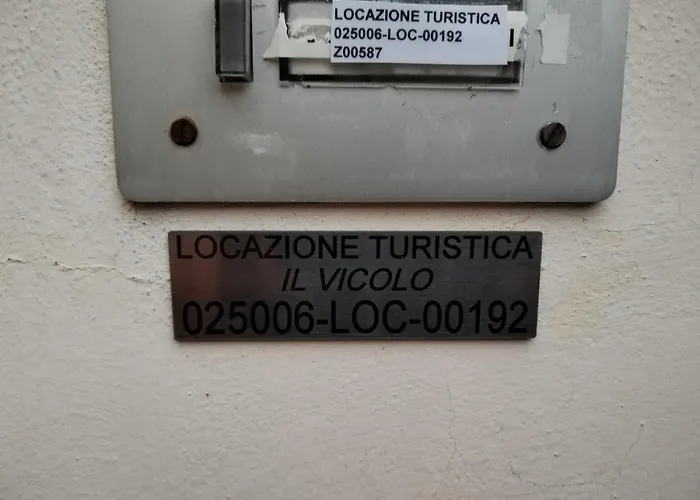 LOCAZIONE TURISTICA
025006-LOC-00192
Z00587
LOCAZIONE TURISTICA
IL VICOLO
025006-LOC-00192